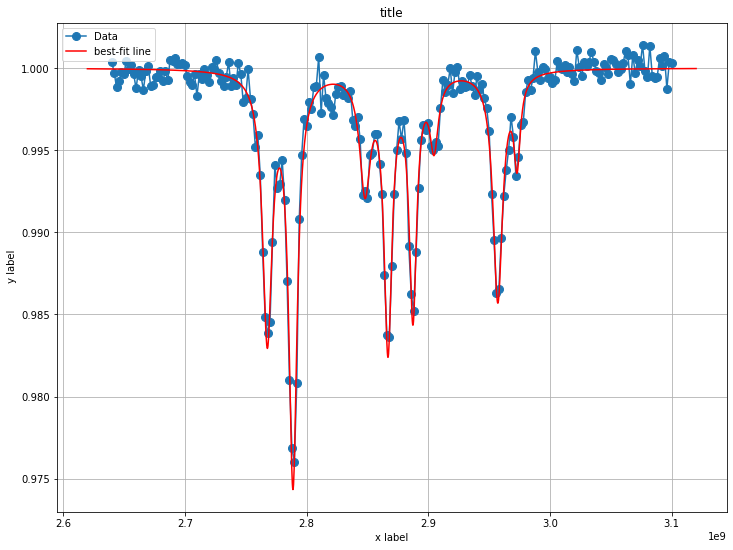 title
Data
best-fit line
1.000
0.995
0.990
0.985
0.980
0.975
y label
2.6
2.7
2.8
2.9
3.0
3.1
1e9
x label